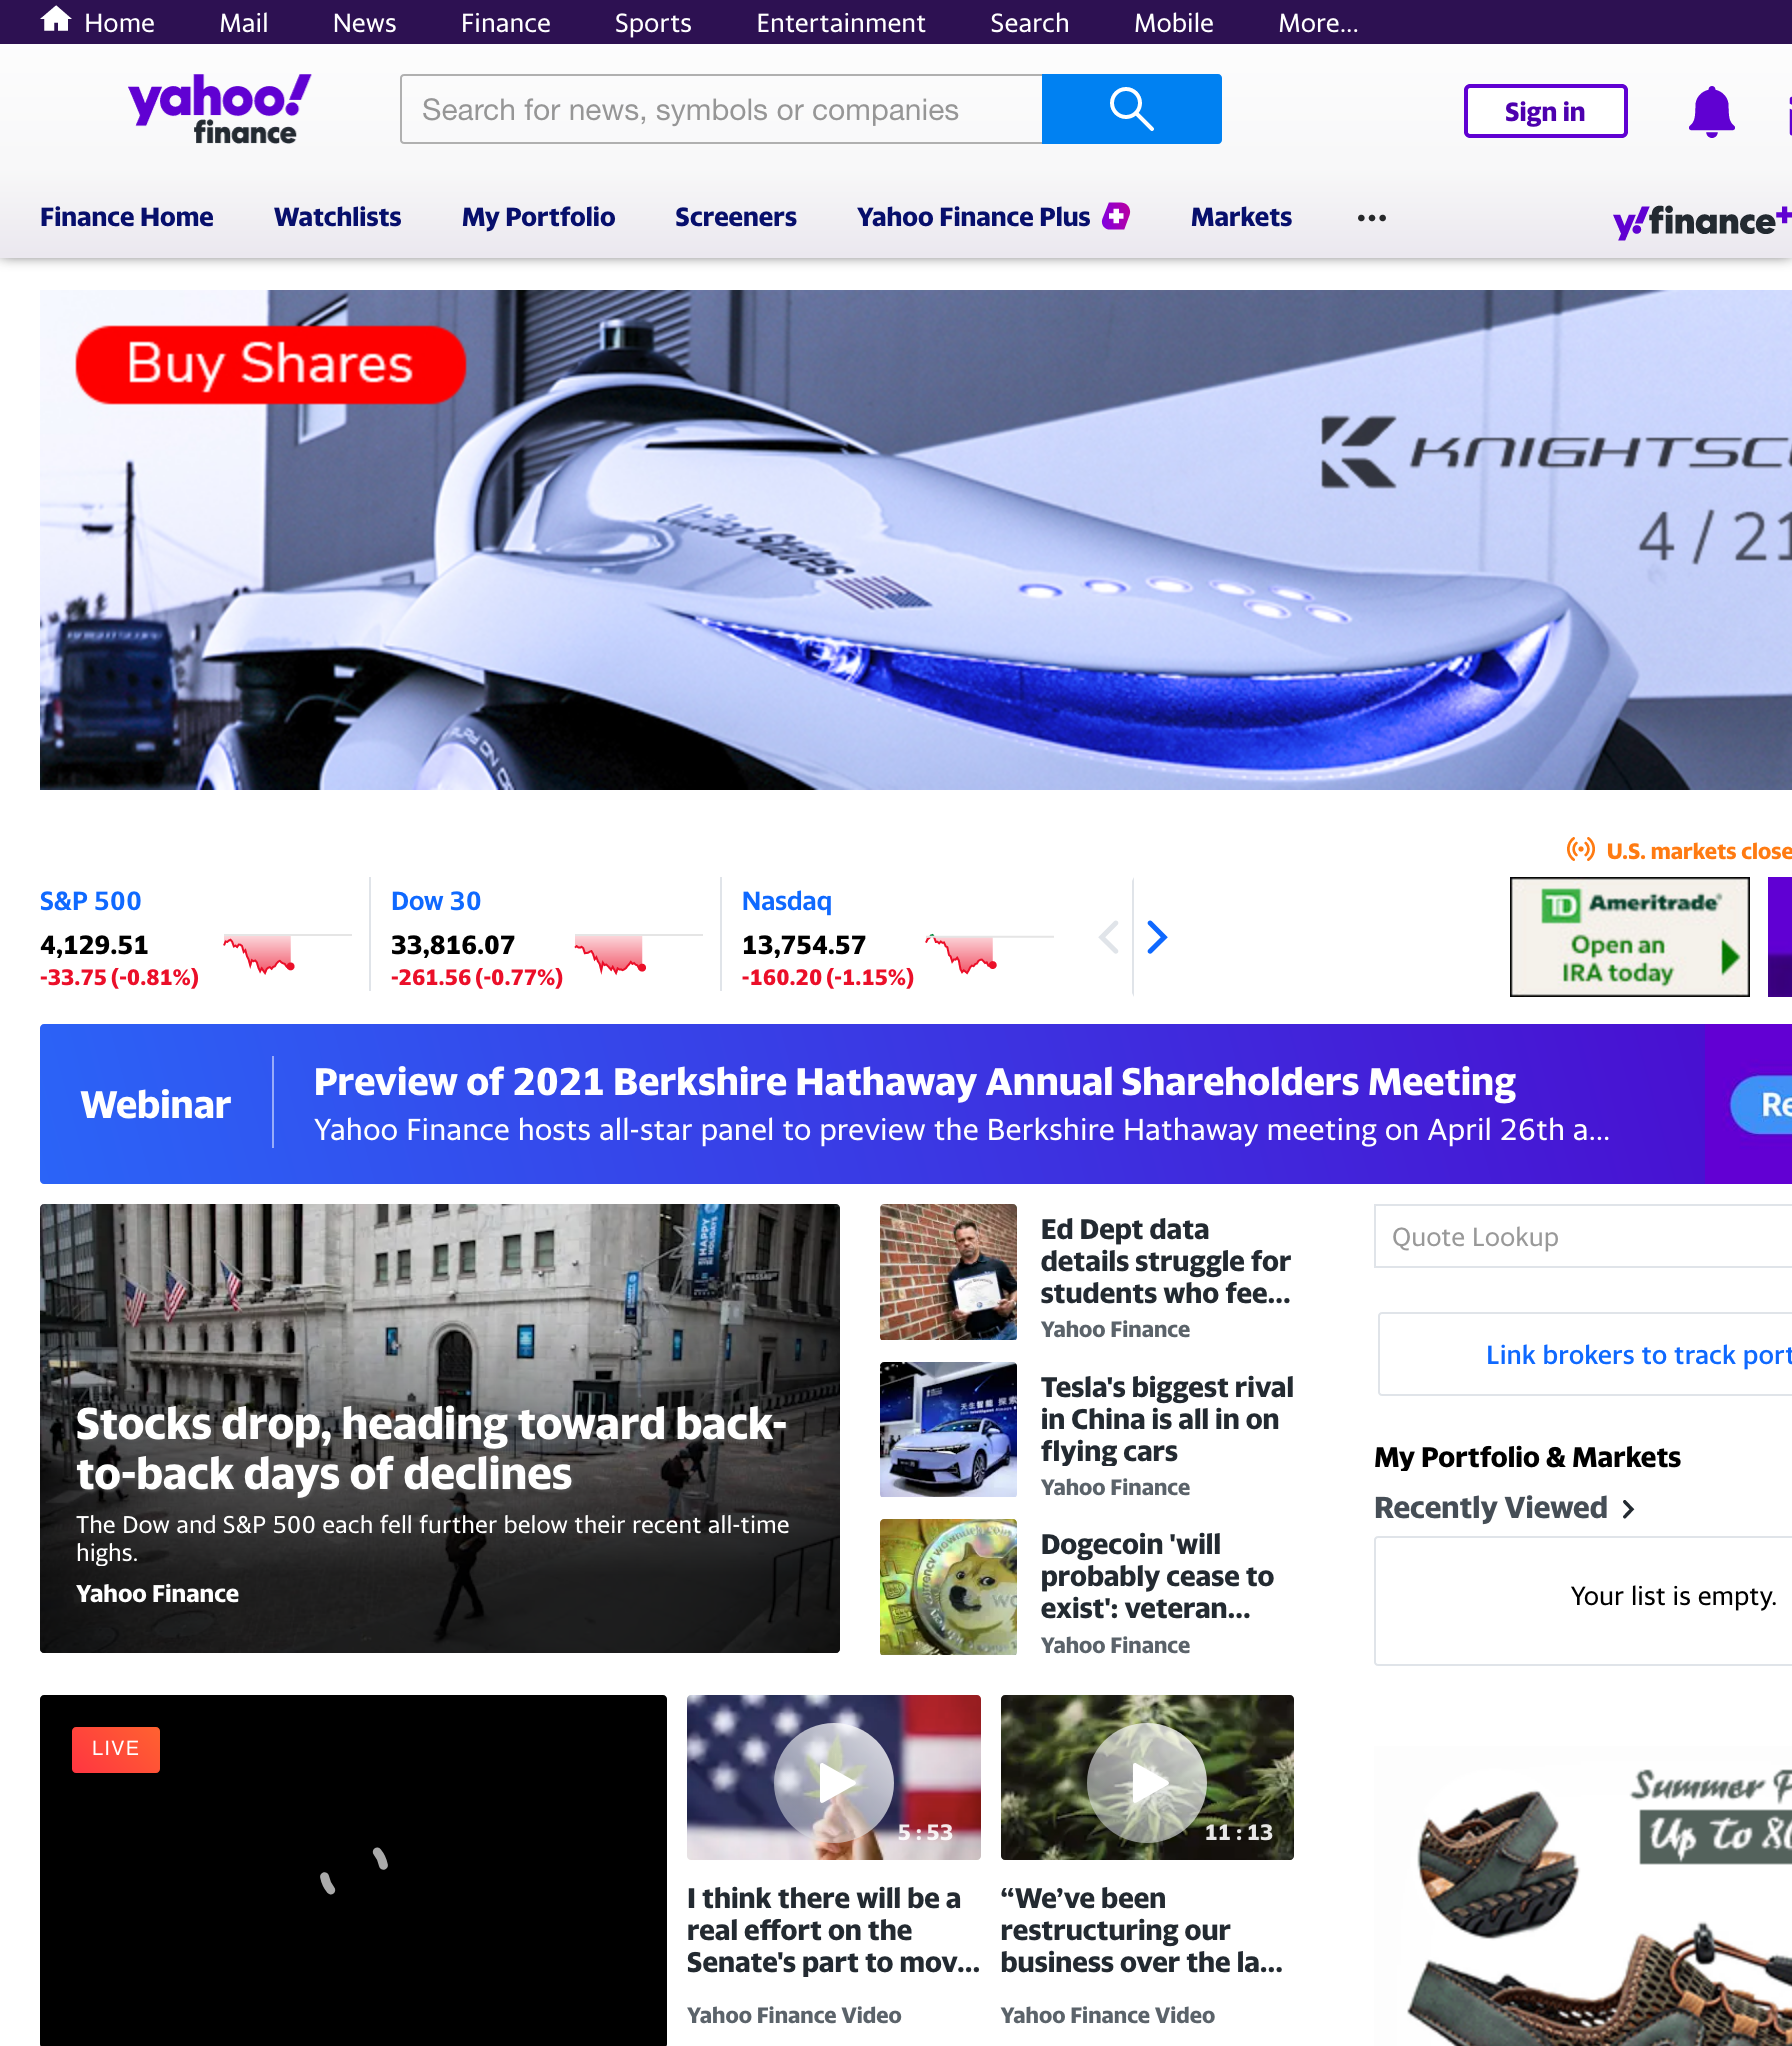 Home Mail News Finance Sports Entertainment Search Mobile More...
yahoo!
finance
Search for news, symbols or companies
Sign in
Finance Home Watchlists My Portfolio Screeners Yahoo Finance Plus Markets ...
y!finance+
Buy Shares
KNIGHTSC
4 / 21
United States
KNIGHTSCOPE
U.S. markets close
S&P 500
4,129.51
-33.75 (-0.81%)
Dow 30
33,816.07
-261.56 (-0.77%)
Nasdaq
13,754.57
-160.20 (-1.15%)
TD Ameritrade
Open an
IRA today
Webinar
Preview of 2021 Berkshire Hathaway Annual Shareholders Meeting
Yahoo Finance hosts all-star panel to preview the Berkshire Hathaway meeting on April 26th a...
Re
HAPPY
NASSAU
Stocks drop, heading toward back-
to-back days of declines
The Dow and S&P 500 each fell further below their recent all-time
highs.
Yahoo Finance
Ed Dept data
details struggle for
students who fee...
Yahoo Finance
Tesla's biggest rival
in China is all in on
flying cars
Yahoo Finance
Dogecoin 'will
probably cease to
exist': veteran...
Yahoo Finance
Quote Lookup
Link brokers to track port
My Portfolio & Markets
Recently Viewed
Your list is empty.
LIVE
5:53
I think there will be a
real effort on the
Senate's part to mov...
Yahoo Finance Video
11:13
“We’ve been
restructuring our
business over the la...
Yahoo Finance Video
Summer P
Up to 80